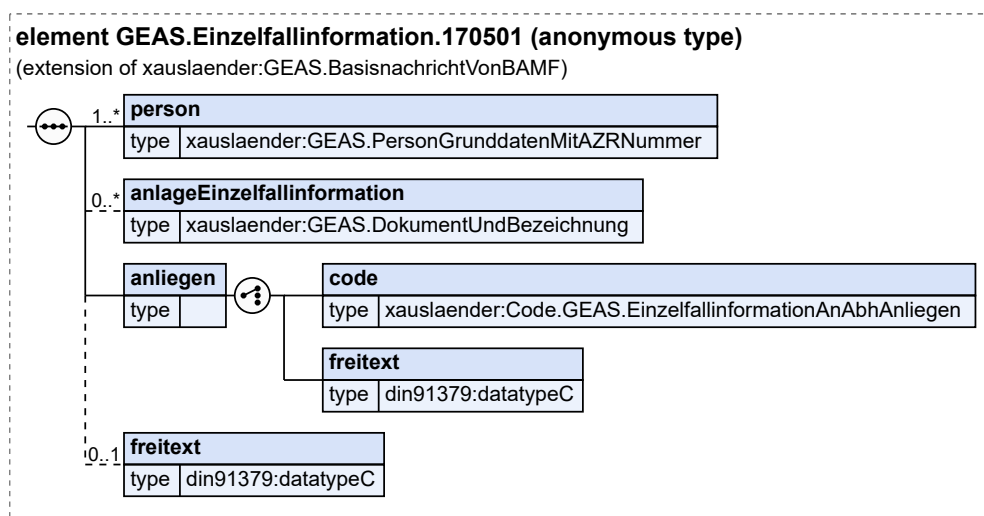 element GEAS.Einzelfallinformation.170501 (anonymous type)
(extension of xauslaender:GEAS.BasisnachrichtVonBAMF)
1..* person
type xauslaender:GEAS.PersonGrunddatenMitAZRNummer
0..* anlageEinzelfallinformation
type xauslaender:GEAS.DokumentUndBezeichnung
anliegen code
type type xauslaender:Code.GEAS.EinzelfallinformationAnAbhAnliegen
freitext
type din91379:datatypeC
0..1 freitext
type din91379:datatypeC